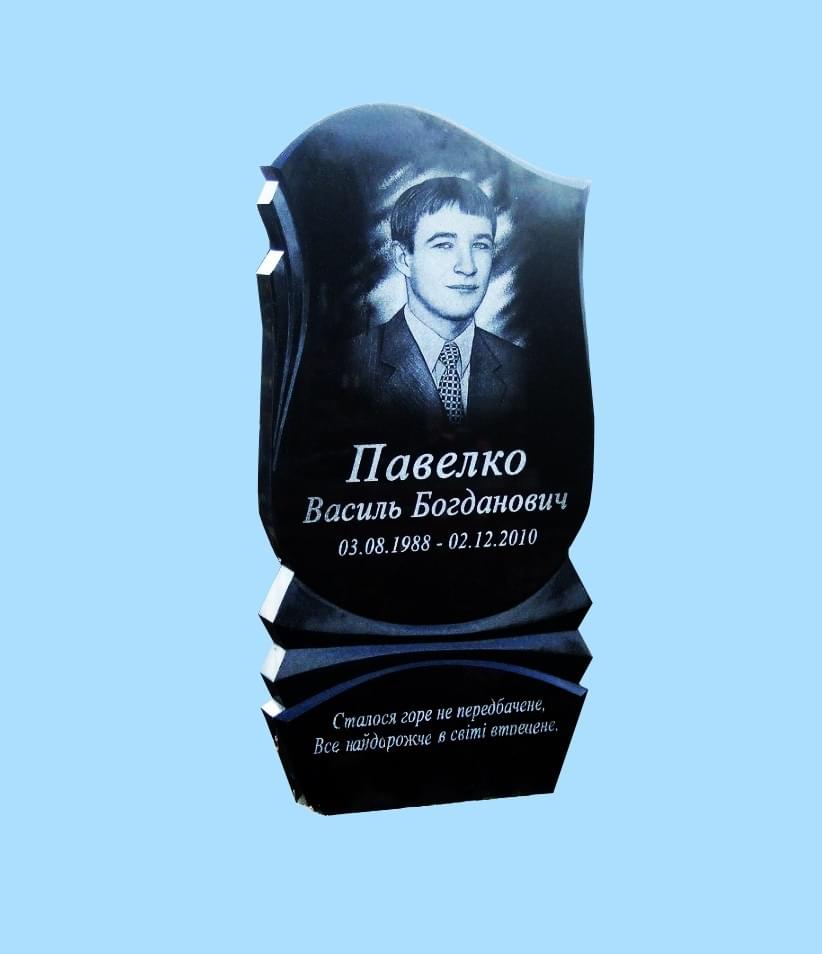 Павелко
Василь Богданович
03.08.1988 - 02.12.2010
Сталося горе не передбачене,
Все найдорожче в світі втрачене.